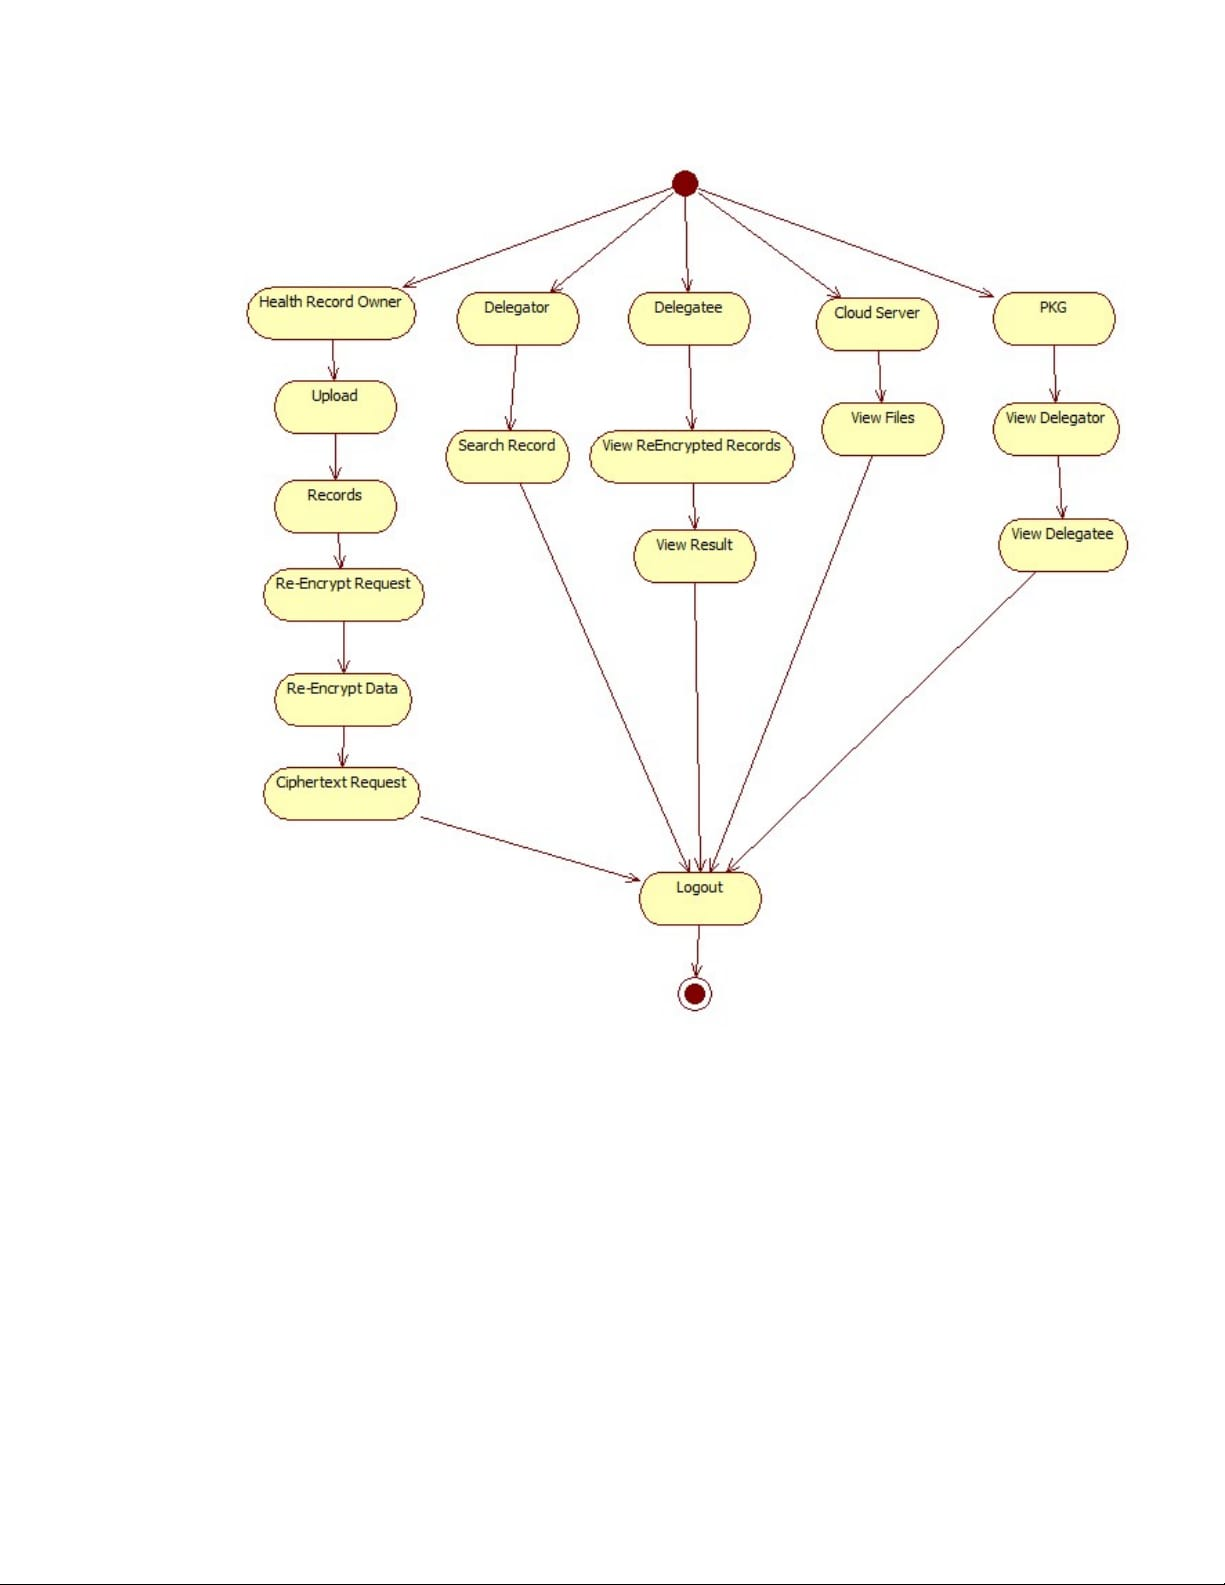 Health Record Owner
Delegator
Delegatee
Cloud Server
PKG
Upload
Search Record
View ReEncrypted Records
View Files
View Delegator
Records
View Result
View Delegatee
Re-Encrypt Request
Re-Encrypt Data
Ciphertext Request
Logout